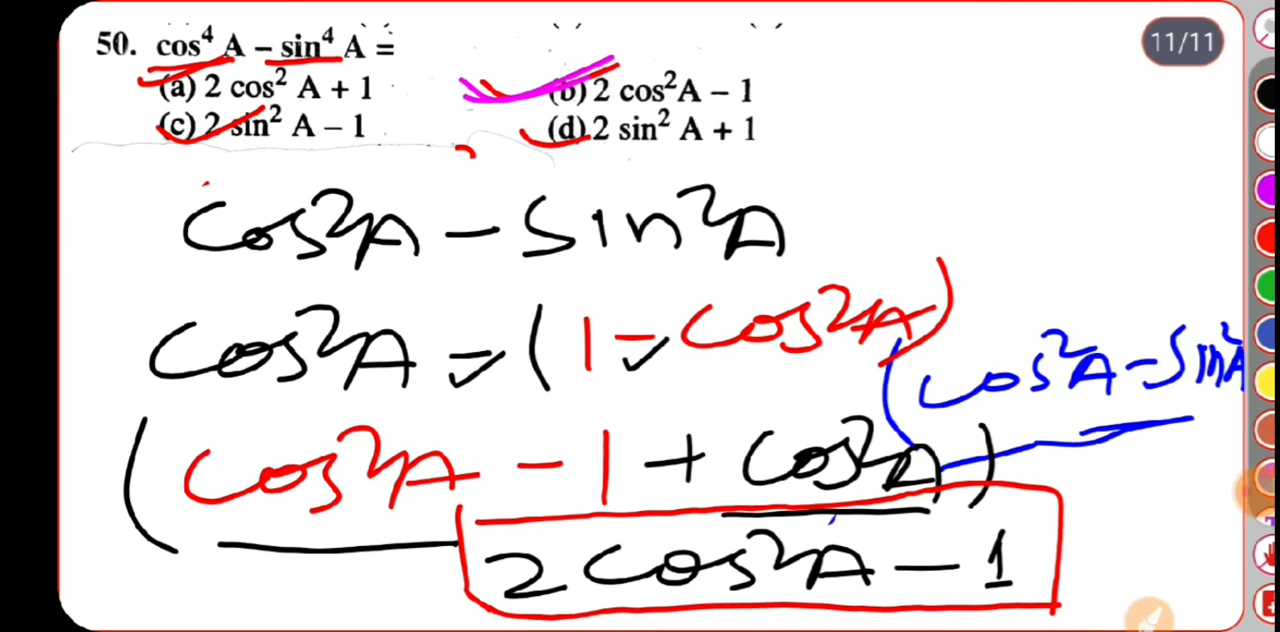 11/11
50. cos⁴ A – sin⁴ A =
(a) 2 cos² A + 1
(b) 2 cos²A – 1
(c) 2 sin² A – 1
(d) 2 sin² A + 1
cos²A – sin²A
cos²A – (1 – cos²A)
(cos²A – sin²A
(cos²A – 1 + cos²A)
2cos²A – 1